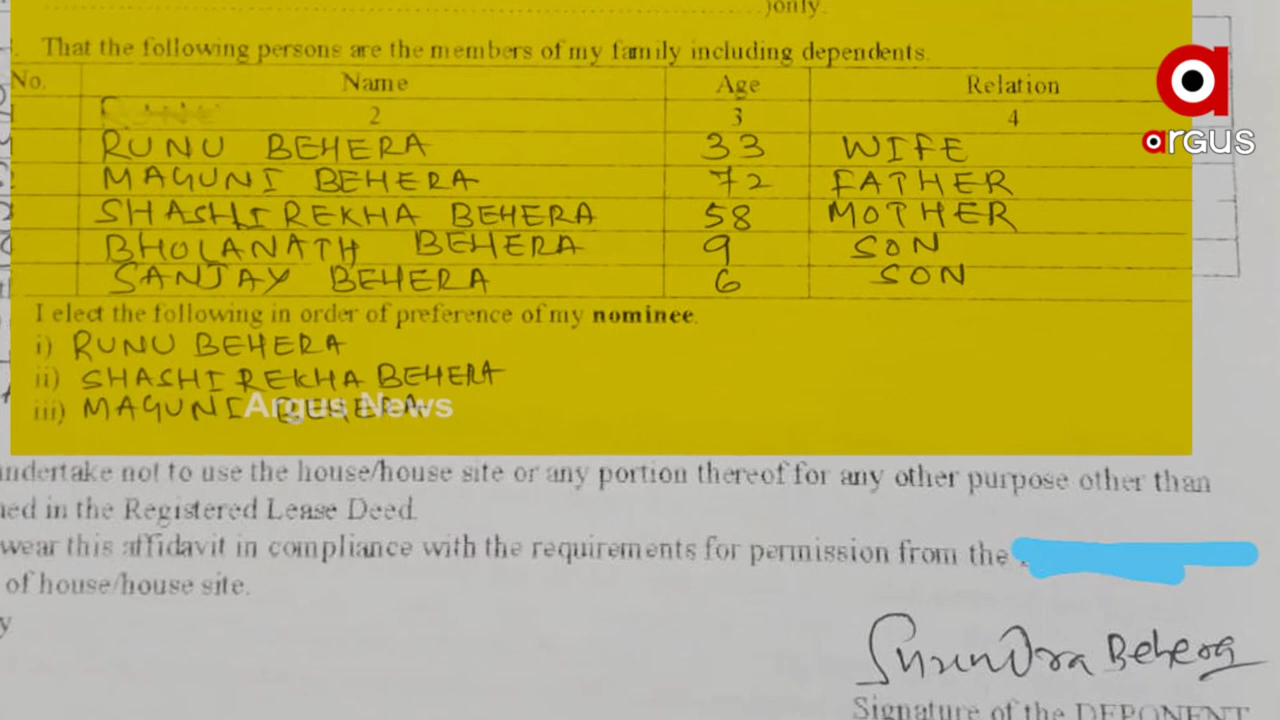 )only.
That the following persons are the members of my family including dependents.
No. Name Age Relation
2 3 4
RUNU BEHERA 33 WIFE
MAGUNI BEHERA 72 FATHER
SHASHIREKHA BEHERA 58 MOTHER
BHOLANATH BEHERA 9 SON
SANJAY BEHERA 6 SON
I elect the following in order of preference of my nominee.
i) RUNU BEHERA
ii) SHASHIREKHA BEHERA
iii) MAGUNI BEHERA
undertake not to use the house/house site or any portion thereof for any other purpose other than
ned in the Registered Lease Deed.
wear this affidavit in compliance with the requirements for permission from the
of house/house site.
y
Surendra Behera
Signature of the DEPONENT
argus
Argus News